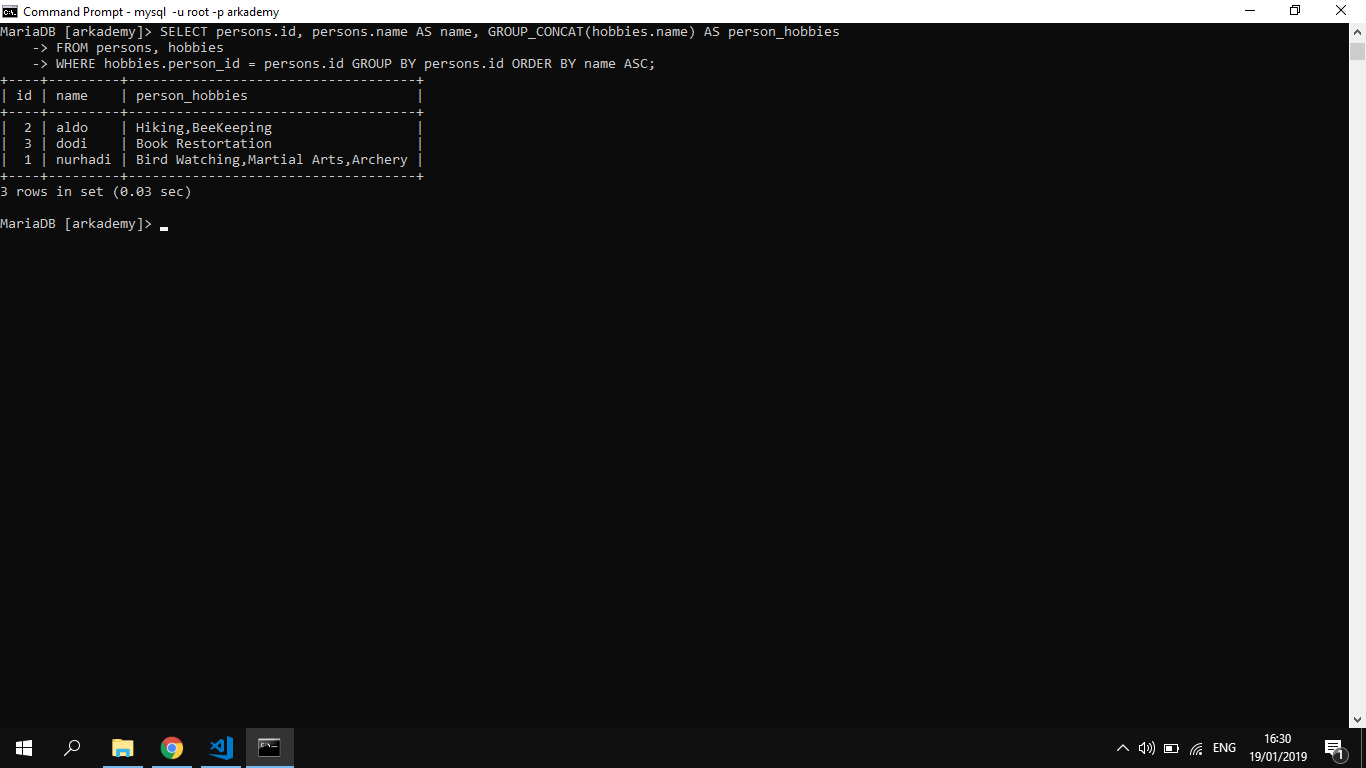 Command Prompt - mysql  -u root -p arkademy
MariaDB [arkademy]> SELECT persons.id, persons.name AS name, GROUP_CONCAT(hobbies.name) AS person_hobbies
    -> FROM persons, hobbies
    -> WHERE hobbies.person_id = persons.id GROUP BY persons.id ORDER BY name ASC;
+----+---------+------------------------------------+
| id | name    | person_hobbies                     |
+----+---------+------------------------------------+
|  2 | aldo    | Hiking,BeeKeeping                  |
|  3 | dodi    | Book Restortation                  |
|  1 | nurhadi | Bird Watching,Martial Arts,Archery |
+----+---------+------------------------------------+
3 rows in set (0.03 sec)
MariaDB [arkademy]> _
ENG
16:30
19/01/2019
1